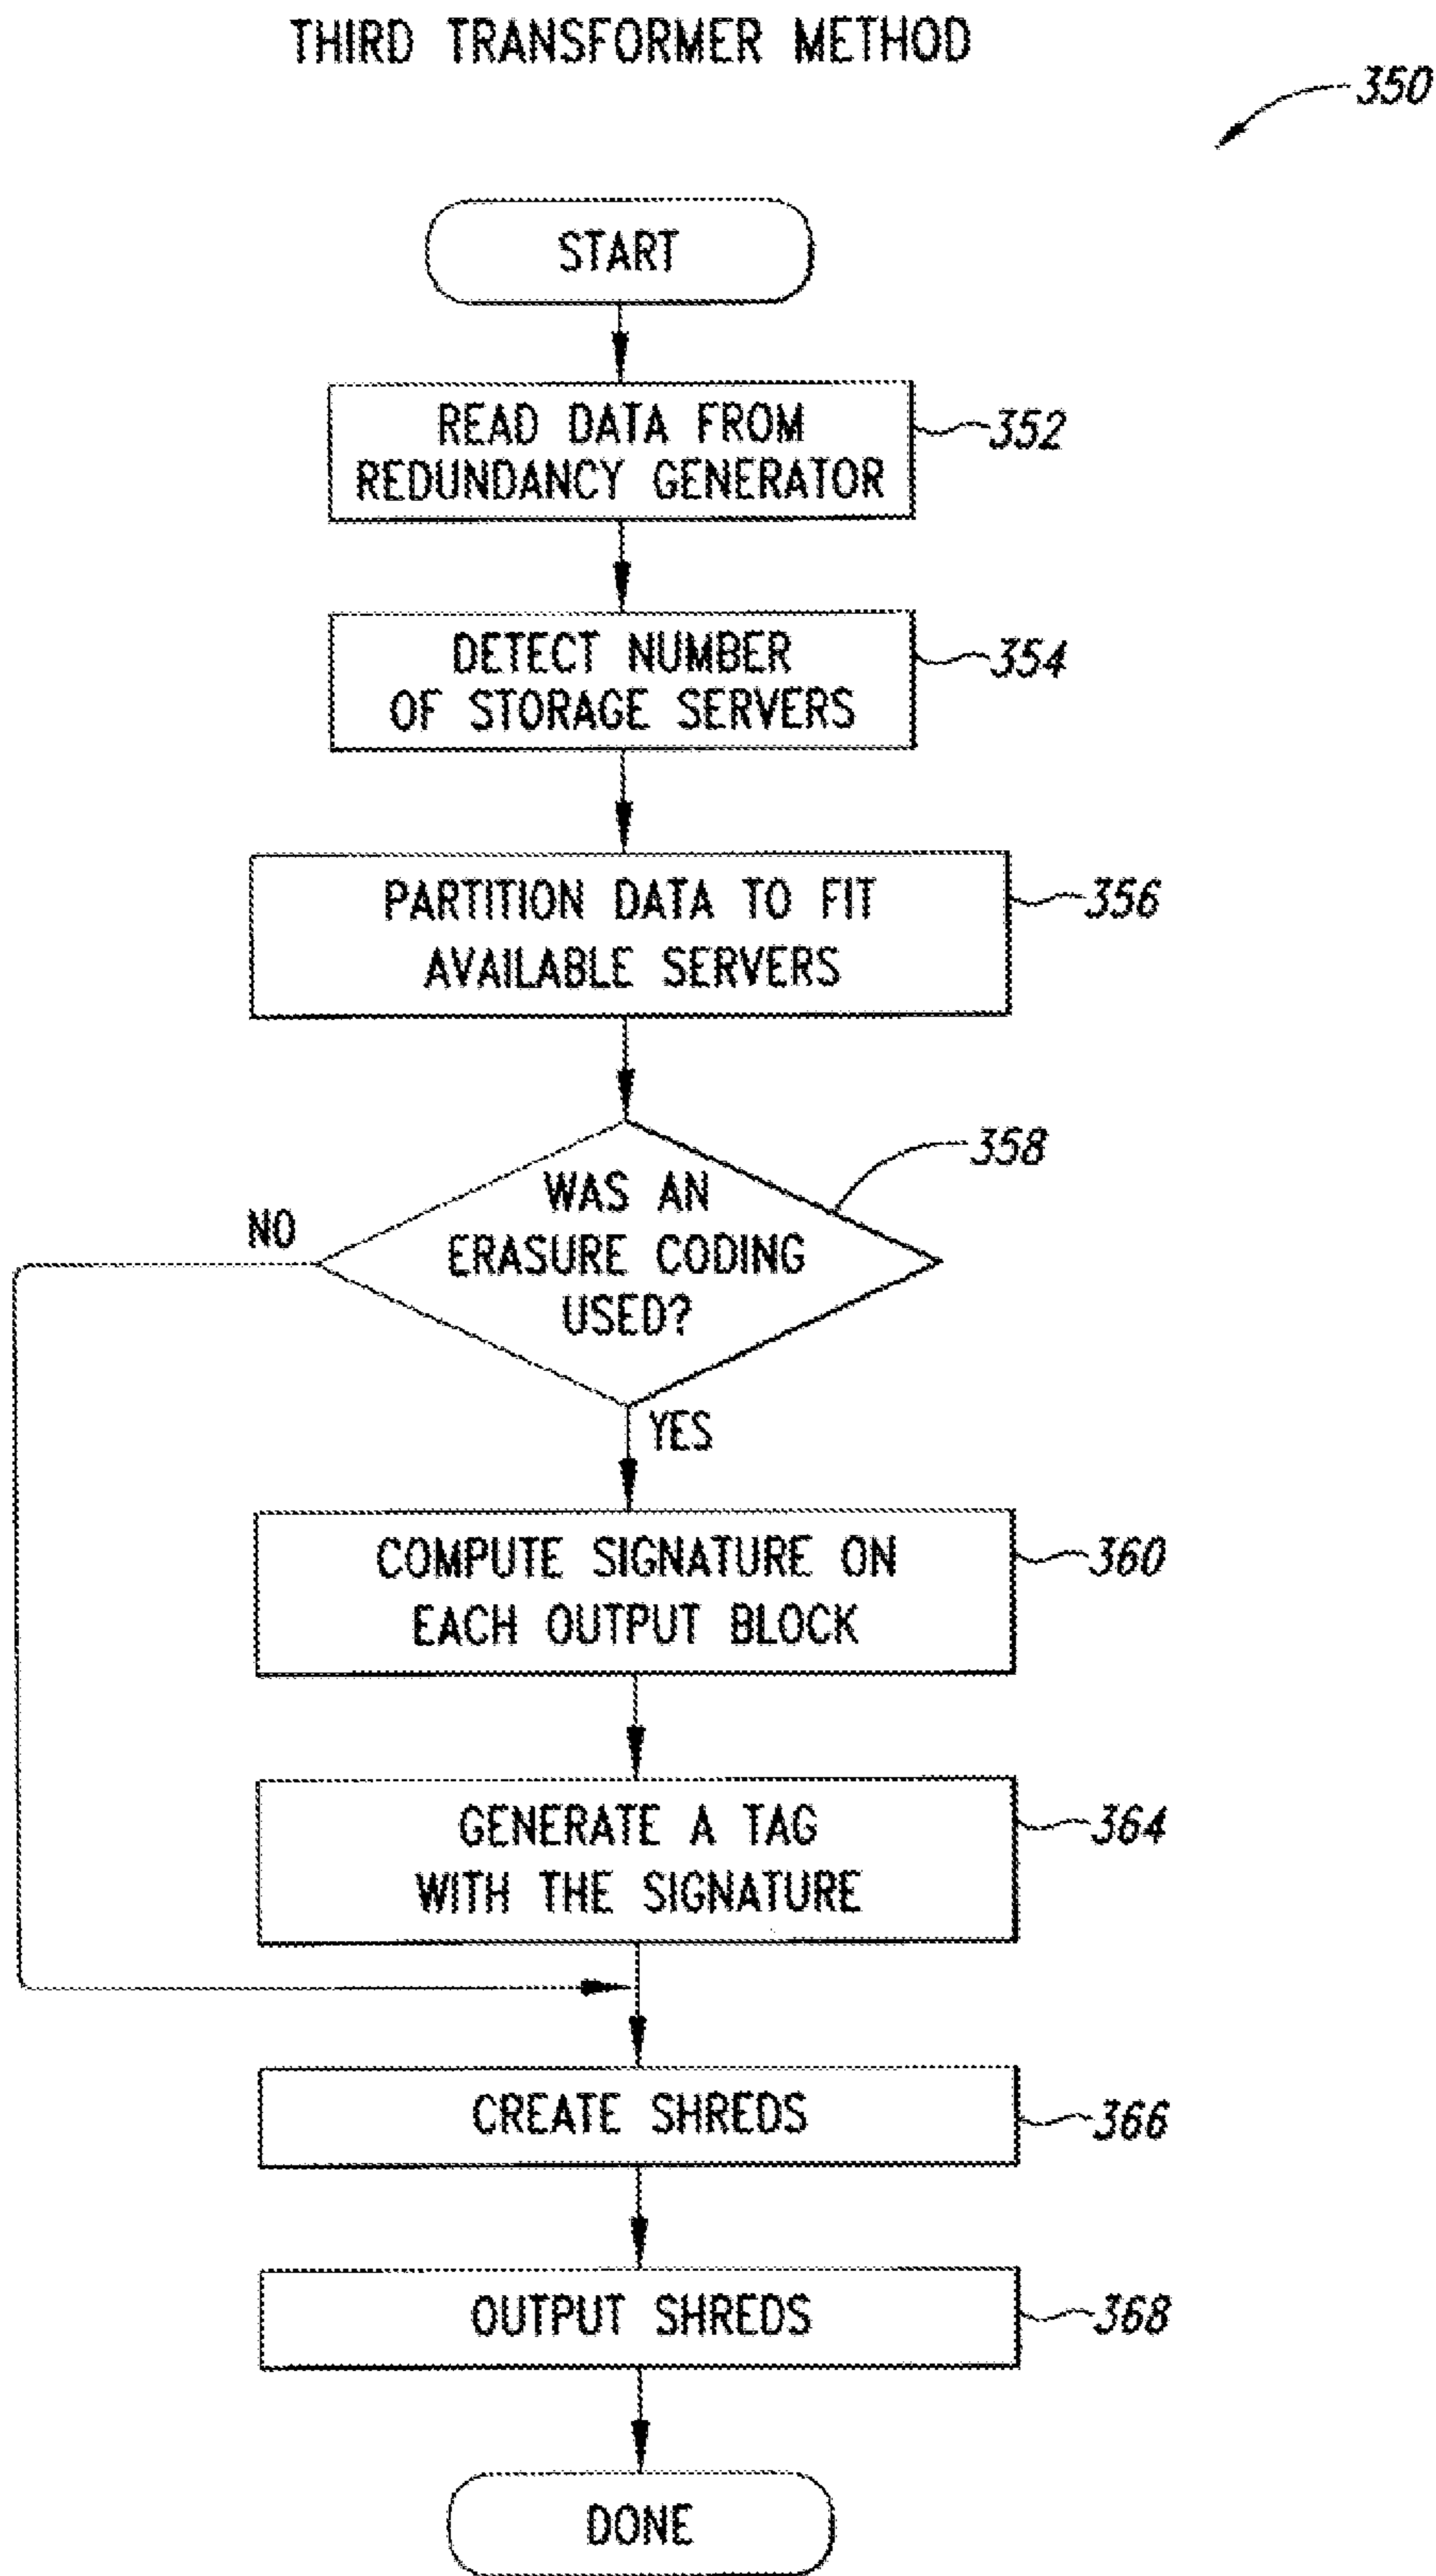 THIRD TRANSFORMER METHOD
350
START
READ DATA FROM
REDUNDANCY GENERATOR
352
DETECT NUMBER
OF STORAGE SERVERS
354
PARTITION DATA TO FIT
AVAILABLE SERVERS
356
WAS AN
ERASURE CODING
USED?
358
NO
YES
COMPUTE SIGNATURE ON
EACH OUTPUT BLOCK
360
GENERATE A TAG
WITH THE SIGNATURE
364
CREATE SHREDS
366
OUTPUT SHREDS
368
DONE